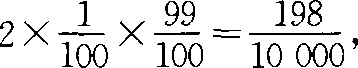 2 × 1/100 × 99/100 = 198/10 000,